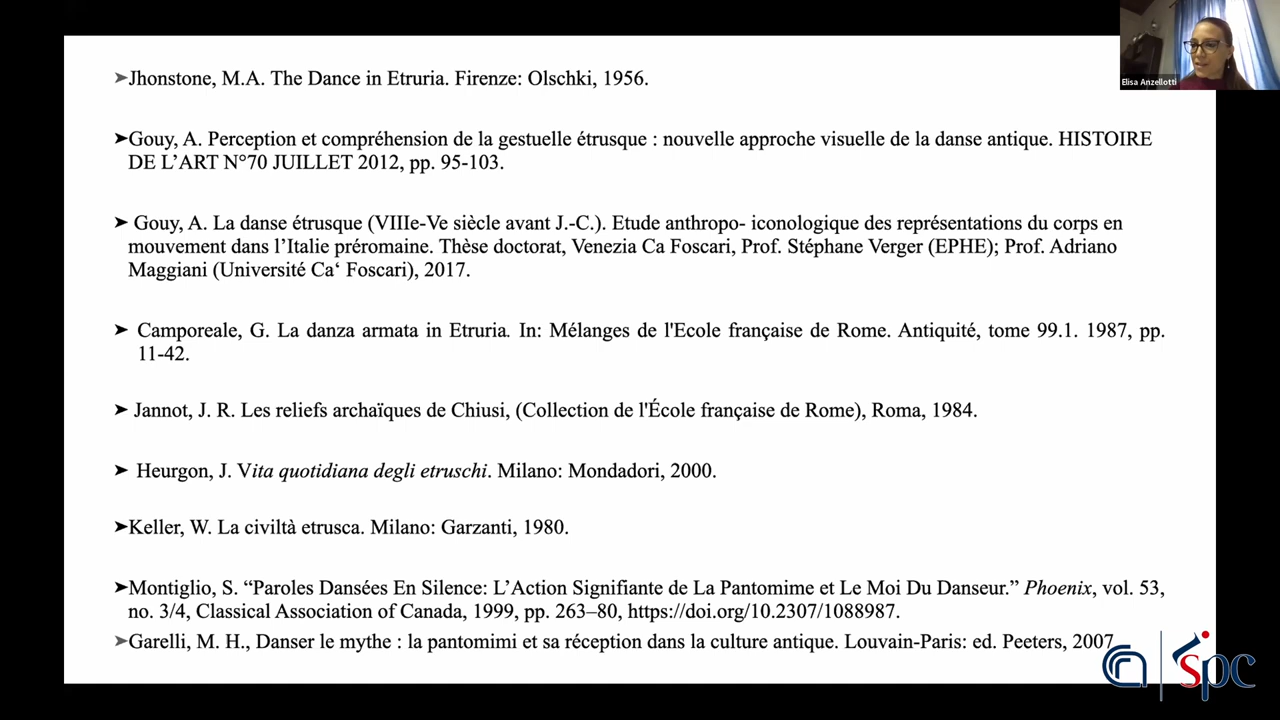 Elisa Anzellotti
➤Jhonstone, M.A. The Dance in Etruria. Firenze: Olschki, 1956.
➤Gouy, A. Perception et compréhension de la gestuelle étrusque : nouvelle approche visuelle de la danse antique. HISTOIRE
DE L’ART N°70 JUILLET 2012, pp. 95-103.
➤ Gouy, A. La danse étrusque (VIIIe-Ve siècle avant J.-C.). Etude anthropo- iconologique des représentations du corps en
mouvement dans l’Italie préromaine. Thèse doctorat, Venezia Ca Foscari, Prof. Stéphane Verger (EPHE); Prof. Adriano
Maggiani (Université Ca‘ Foscari), 2017.
➤ Camporeale, G. La danza armata in Etruria. In: Mélanges de l'Ecole française de Rome. Antiquité, tome 99.1. 1987, pp.
11-42.
➤ Jannot, J. R. Les reliefs archaïques de Chiusi, (Collection de l'École française de Rome), Roma, 1984.
➤ Heurgon, J. Vita quotidiana degli etruschi. Milano: Mondadori, 2000.
➤Keller, W. La civiltà etrusca. Milano: Garzanti, 1980.
➤Montiglio, S. “Paroles Dansées En Silence: L’Action Signifiante de La Pantomime et Le Moi Du Danseur.” Phoenix, vol. 53,
no. 3/4, Classical Association of Canada, 1999, pp. 263–80, https://doi.org/10.2307/1088987.
➤Garelli, M. H., Danser le mythe : la pantomimi et sa réception dans la culture antique. Louvain-Paris: ed. Peeters, 2007
spc